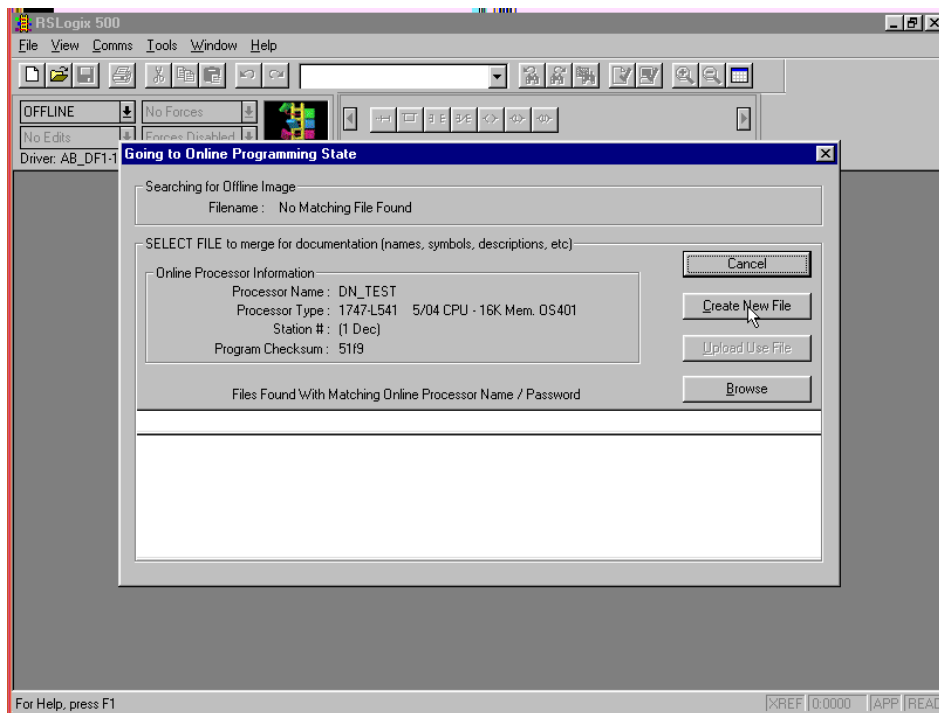 RSLogix 500
File View Comms Tools Window Help
OFFLINE No Forces
No Edits Forces Disabled
Driver: AB_DF1-1
Going to Online Programming State
Searching for Offline Image
Filename : No Matching File Found
SELECT FILE to merge for documentation (names, symbols, descriptions, etc)
Cancel
Online Processor Information
Processor Name : DN_TEST
Create New File
Processor Type : 1747-L541 5/04 CPU - 16K Mem. OS401
Station # : (1 Dec)
Program Checksum : 51f9
Upload Use File
Files Found With Matching Online Processor Name / Password
Browse
For Help, press F1
XREF 0:0000 APP READ